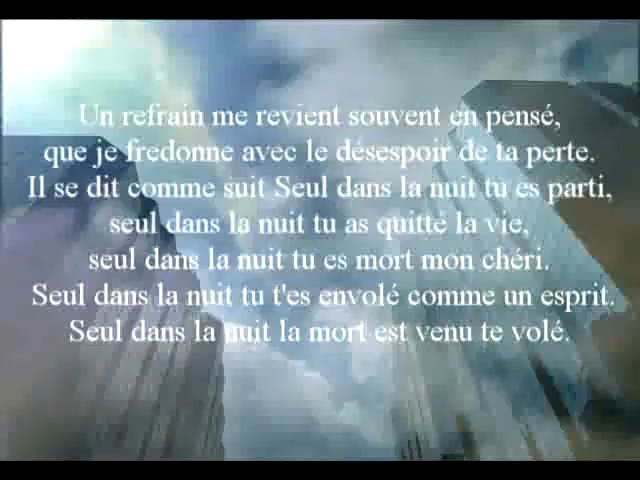 Un refrain me revient souvent en pensé,
que je fredonne avec le désespoir de ta perte.
Il se dit comme suit Seul dans la nuit tu es parti,
seul dans la nuit tu as quitté la vie,
seul dans la nuit tu es mort mon chéri.
Seul dans la nuit tu t'es envolé comme un esprit.
Seul dans la nuit la mort est venu te volé.